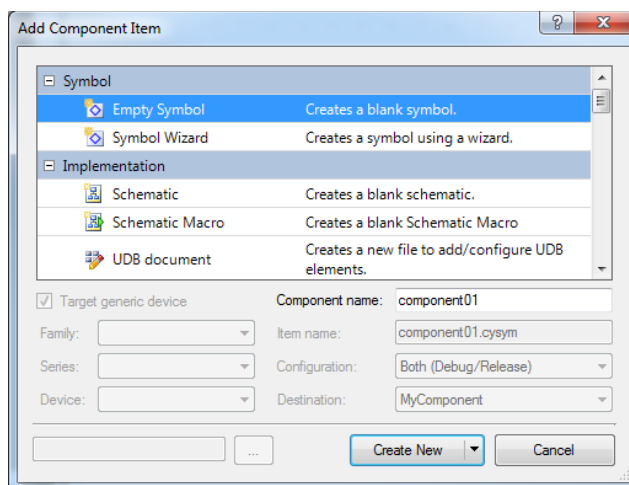 Add Component Item
Symbol
Empty Symbol Creates a blank symbol.
Symbol Wizard Creates a symbol using a wizard.
Implementation
Schematic Creates a blank schematic.
Schematic Macro Creates a blank Schematic Macro
UDB document Creates a new file to add/configure UDB
elements.
Target generic device Component name: component01
Family: Item name: component01.cysym
Series: Configuration: Both (Debug/Release)
Device: Destination: MyComponent
... Create New Cancel